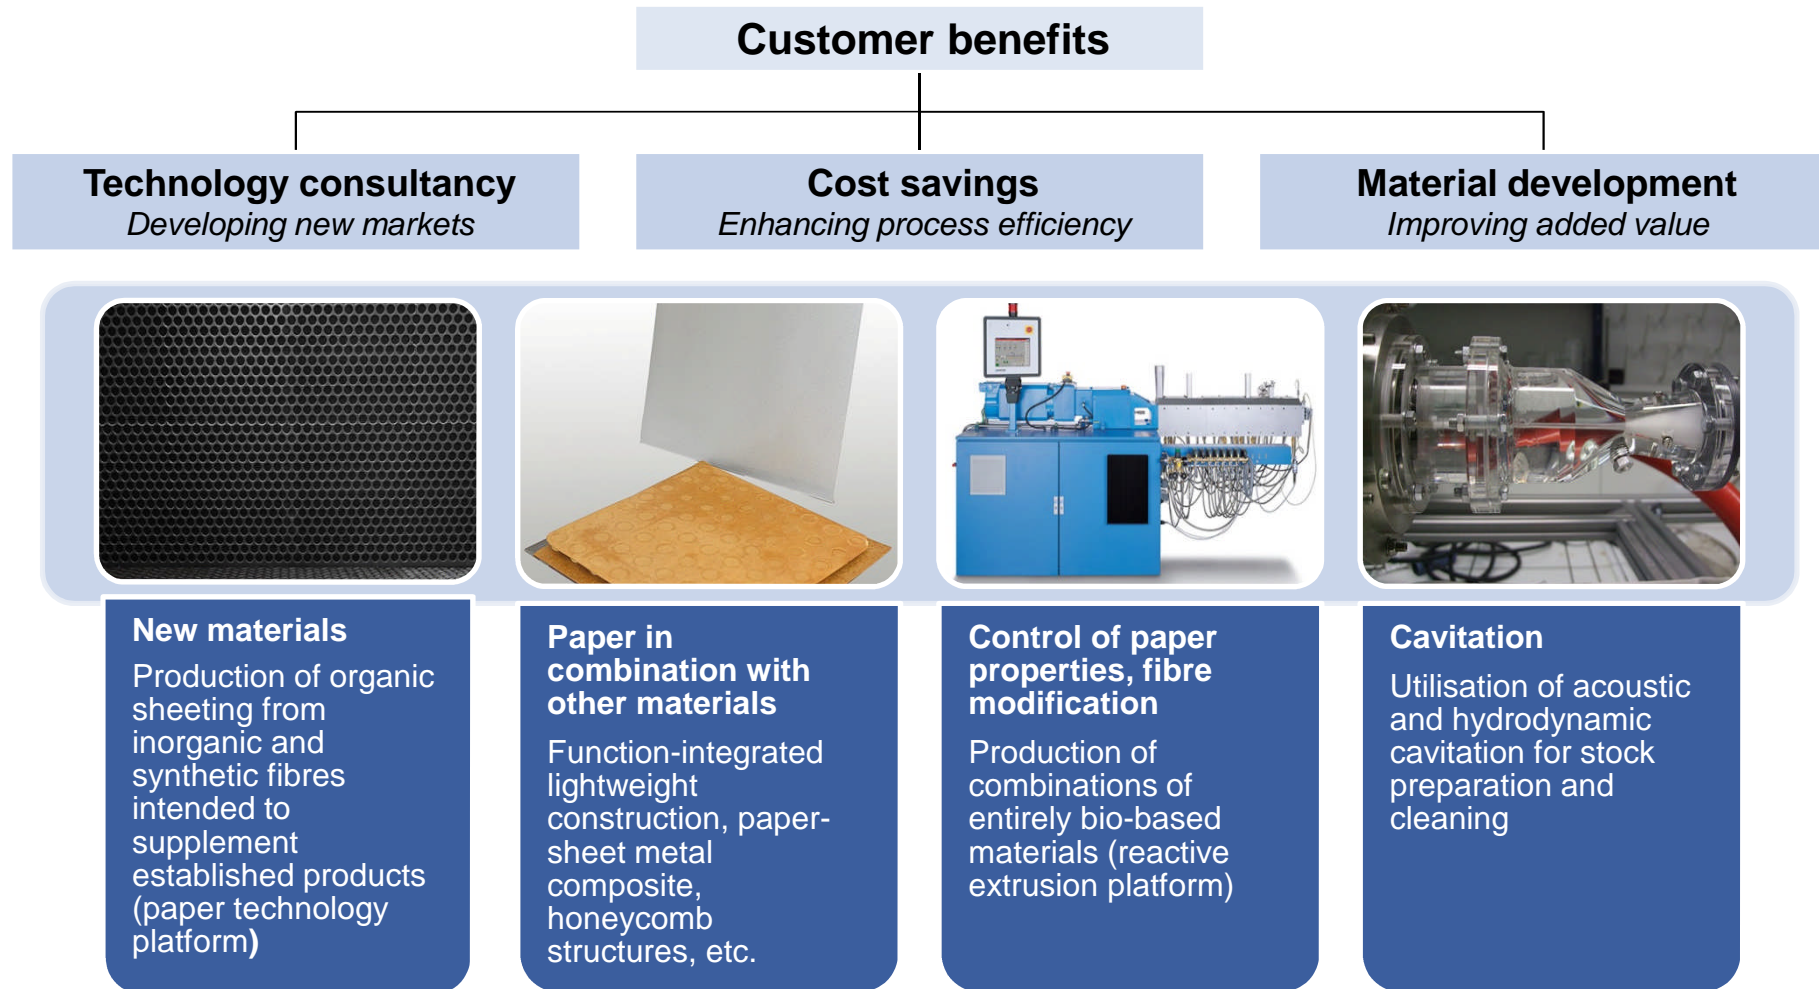 Customer benefits
Technology consultancy
Developing new markets
Cost savings
Enhancing process efficiency
Material development
Improving added value
New materials
Production of organic
sheeting from
inorganic and
synthetic fibres
intended to
supplement
established products
(paper technology
platform)
Paper in
combination with
other materials
Function-integrated
lightweight
construction, paper-
sheet metal
composite,
honeycomb
structures, etc.
Control of paper
properties, fibre
modification
Production of
combinations of
entirely bio-based
materials (reactive
extrusion platform)
Cavitation
Utilisation of acoustic
and hydrodynamic
cavitation for stock
preparation and
cleaning